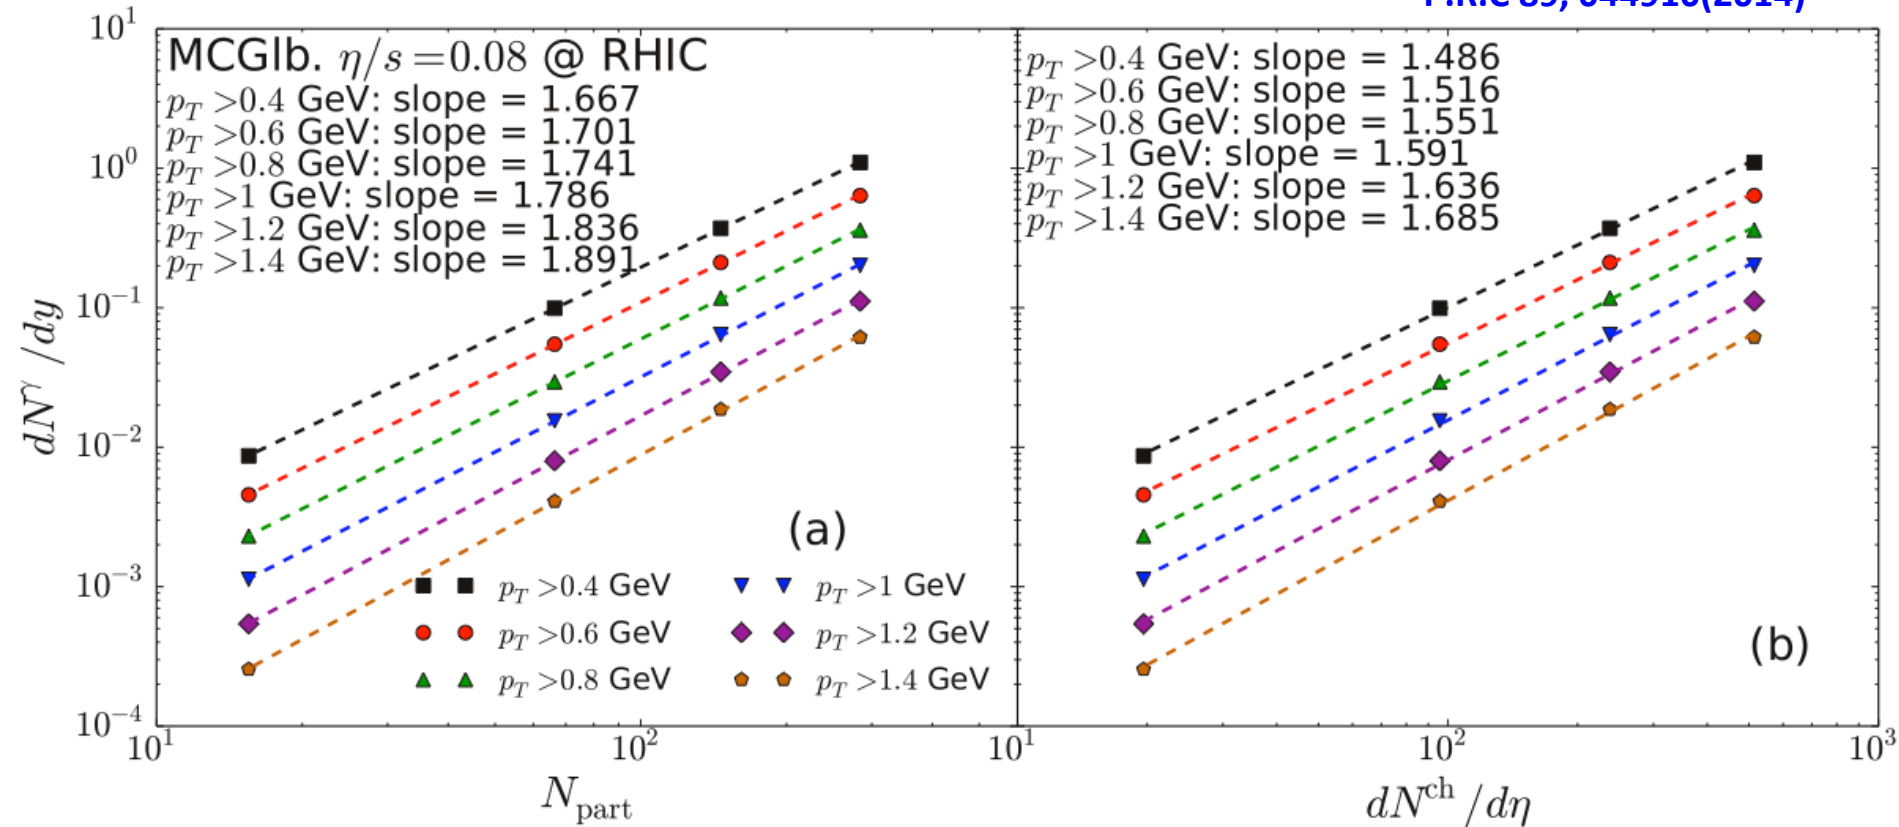 P.R.C 89, 044910(2014)
MCGlb. η/s=0.08 @ RHIC
p_T >0.4 GeV: slope = 1.667
p_T >0.6 GeV: slope = 1.701
p_T >0.8 GeV: slope = 1.741
p_T >1 GeV: slope = 1.786
p_T >1.2 GeV: slope = 1.836
p_T >1.4 GeV: slope = 1.891
p_T >0.4 GeV: slope = 1.486
p_T >0.6 GeV: slope = 1.516
p_T >0.8 GeV: slope = 1.551
p_T >1 GeV: slope = 1.591
p_T >1.2 GeV: slope = 1.636
p_T >1.4 GeV: slope = 1.685
10^1
10^0
10^−1
10^−2
10^−3
10^−4
dN^γ /dy
(a)
p_T >0.4 GeV
p_T >1 GeV
p_T >0.6 GeV
p_T >1.2 GeV
p_T >0.8 GeV
p_T >1.4 GeV
(b)
10^1 10^2 10^1 10^2 10^3
N_part
dN^ch /dη